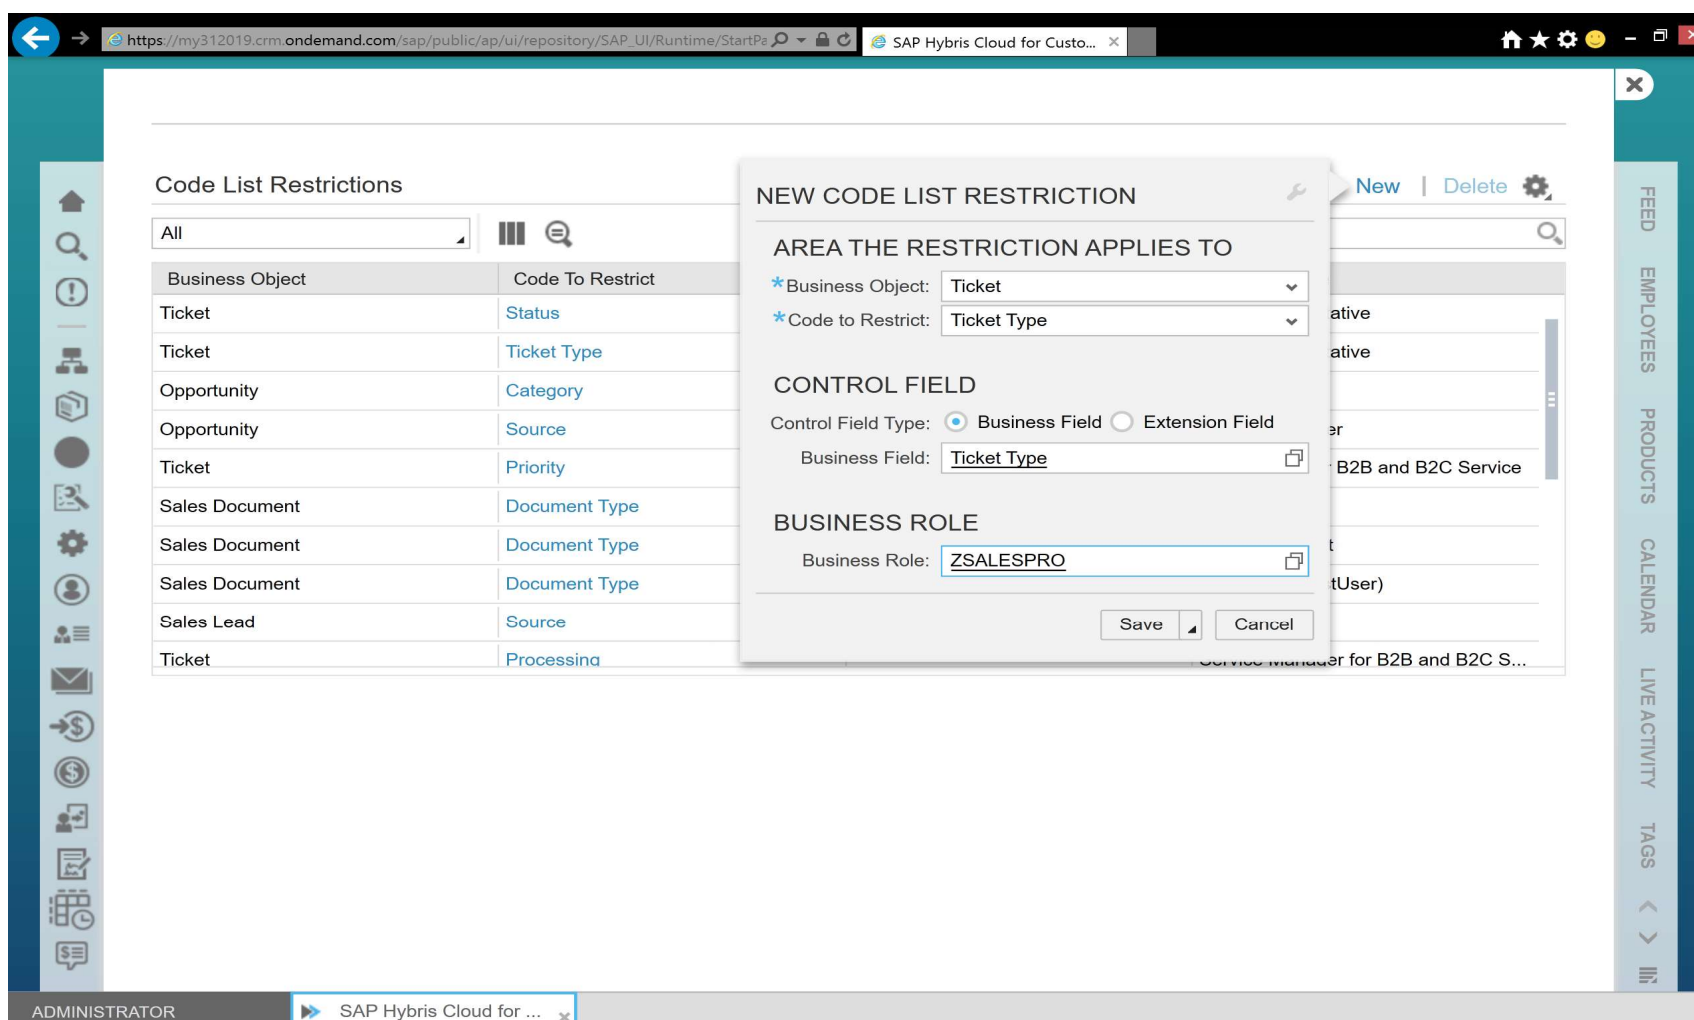 https://my312019.crm.ondemand.com/sap/public/ap/ui/repository/SAP_UI/Runtime/StartPa
SAP Hybris Cloud for Custo...
Code List Restrictions
New | Delete
All
Business Object Code To Restrict
Ticket Status ative
Ticket Ticket Type ative
Opportunity Category
Opportunity Source er
Ticket Priority r B2B and B2C Service
Sales Document Document Type
Sales Document Document Type t
Sales Document Document Type tUser)
Sales Lead Source
Ticket Processing Service Manager for B2B and B2C S...
NEW CODE LIST RESTRICTION
AREA THE RESTRICTION APPLIES TO
*Business Object: Ticket
*Code to Restrict: Ticket Type
CONTROL FIELD
Control Field Type: Business Field Extension Field
Business Field: Ticket Type
BUSINESS ROLE
Business Role: ZSALESPRO
Save Cancel
FEED
EMPLOYEES
PRODUCTS
CALENDAR
LIVE ACTIVITY
TAGS
ADMINISTRATOR
SAP Hybris Cloud for ...